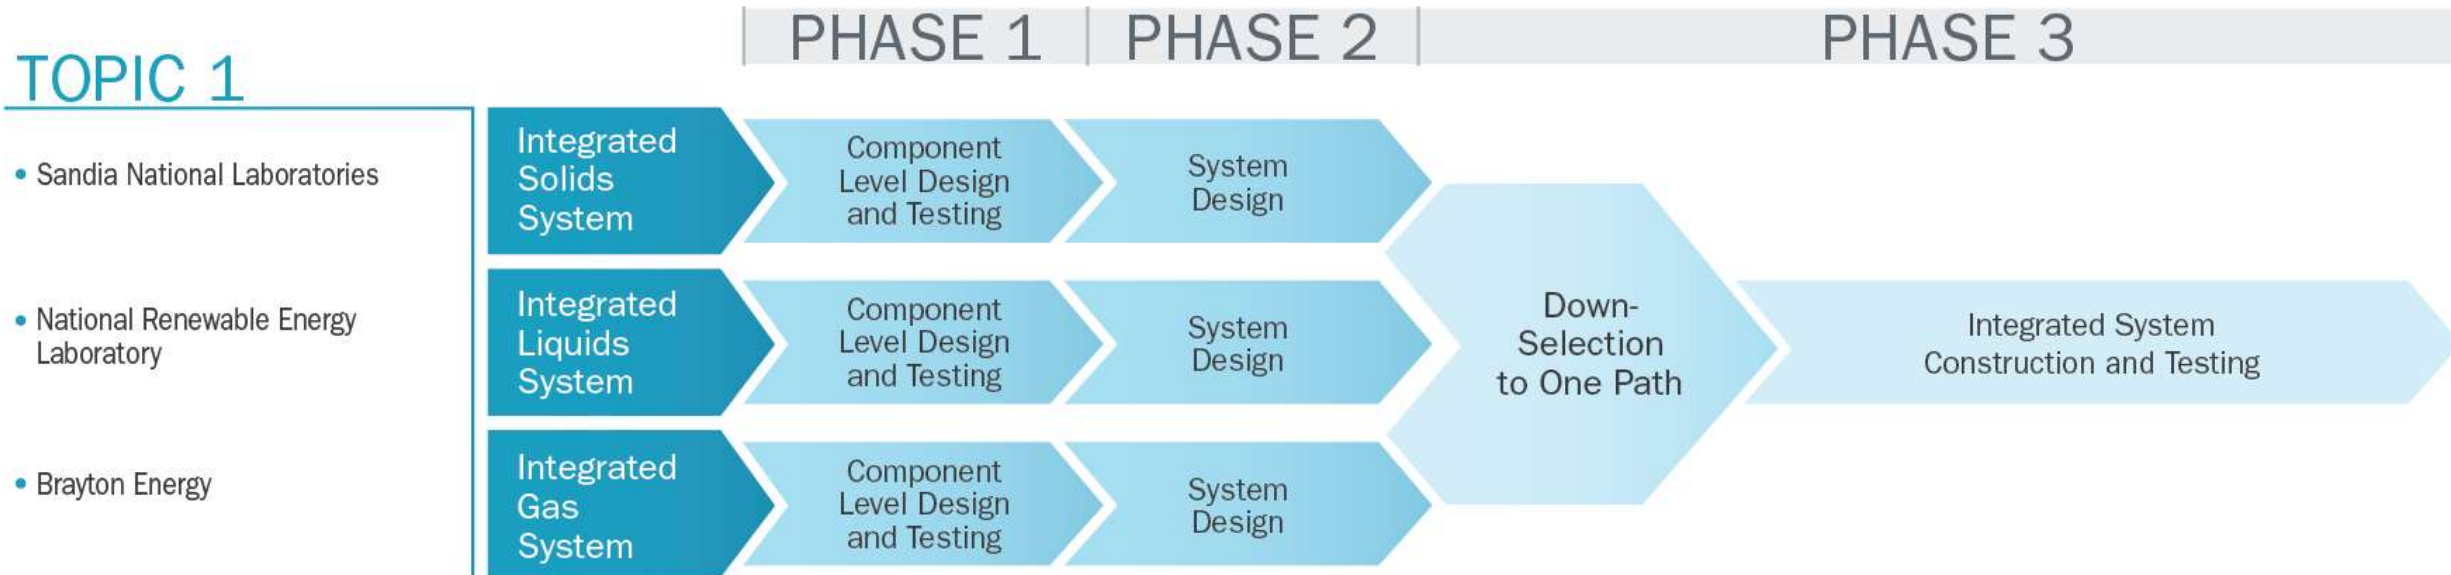 PHASE 1
PHASE 2
PHASE 3
TOPIC 1
• Sandia National Laboratories
Integrated
Solids
System
Component
Level Design
and Testing
System
Design
• National Renewable Energy
Laboratory
Integrated
Liquids
System
Component
Level Design
and Testing
System
Design
Down-
Selection
to One Path
Integrated System
Construction and Testing
• Brayton Energy
Integrated
Gas
System
Component
Level Design
and Testing
System
Design